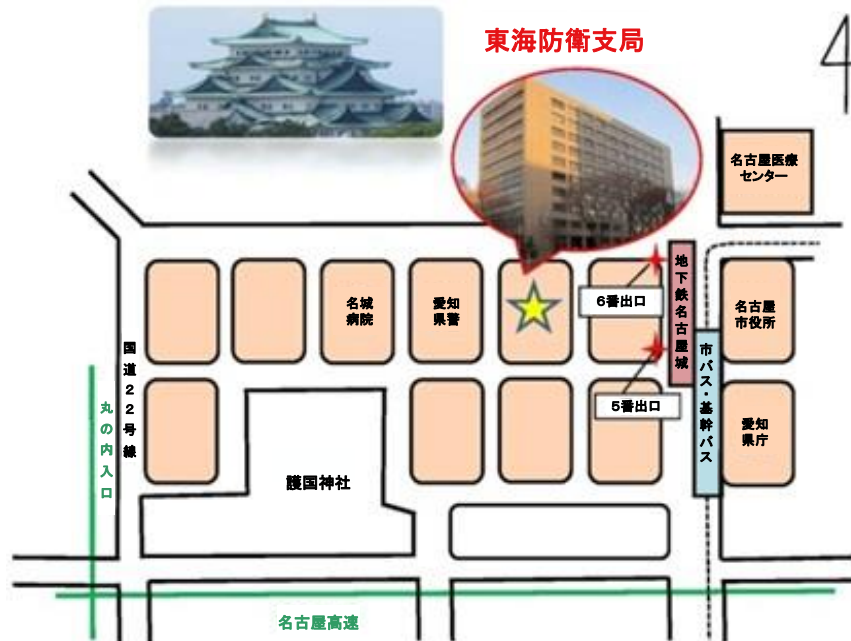 東海防衛支局
名古屋医療
センター
名城
病院
愛知
県警
6番出口
地下鉄名古屋城
名古屋
市役所
国道22号線
丸の内入口
5番出口
市バス・基幹バス
愛知
県庁
護国神社
名古屋高速